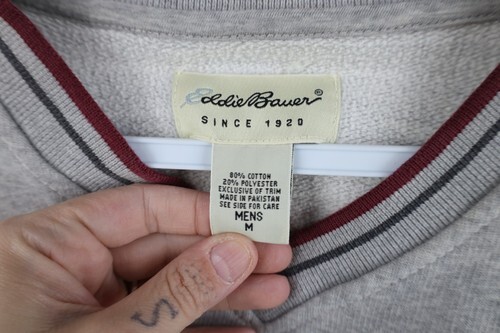 Eddie Bauer®
SINCE 1920
80% COTTON
20% POLYESTER
EXCLUSIVE OF TRIM
MADE IN PAKISTAN
SEE SIDE FOR CARE
MENS
M
S